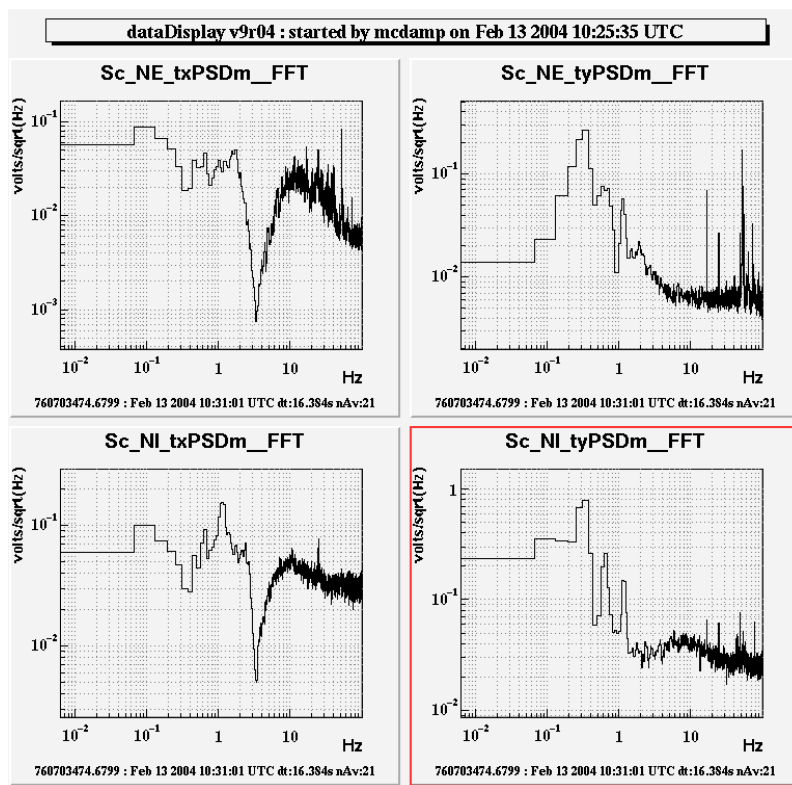 dataDisplay v9r04 : started by mcdamp on Feb 13 2004 10:25:35 UTC
Sc_NE_txPSDm__FFT
volts/sqrt(Hz)
10⁻¹
10⁻²
10⁻³
10⁻² 10⁻¹ 1 10
Hz
760703474.6799 : Feb 13 2004 10:31:01 UTC dt:16.384s nAv:21
Sc_NE_tyPSDm__FFT
volts/sqrt(Hz)
10⁻¹
10⁻²
10⁻² 10⁻¹ 1 10
Hz
760703474.6799 : Feb 13 2004 10:31:01 UTC dt:16.384s nAv:21
Sc_NI_txPSDm__FFT
volts/sqrt(Hz)
10⁻¹
10⁻²
10⁻² 10⁻¹ 1 10
Hz
760703474.6799 : Feb 13 2004 10:31:01 UTC dt:16.384s nAv:21
Sc_NI_tyPSDm__FFT
volts/sqrt(Hz)
1
10⁻¹
10⁻²
10⁻² 10⁻¹ 1 10
Hz
760703474.6799 : Feb 13 2004 10:31:01 UTC dt:16.384s nAv:21